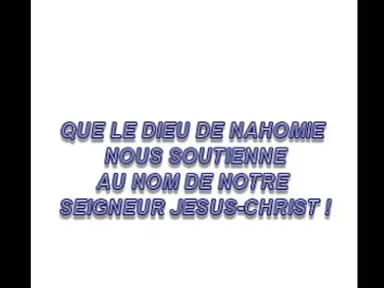 QUE LE DIEU DE NAHOMIE
NOUS SOUTIENNE
AU NOM DE NOTRE
SEIGNEUR JESUS-CHRIST !